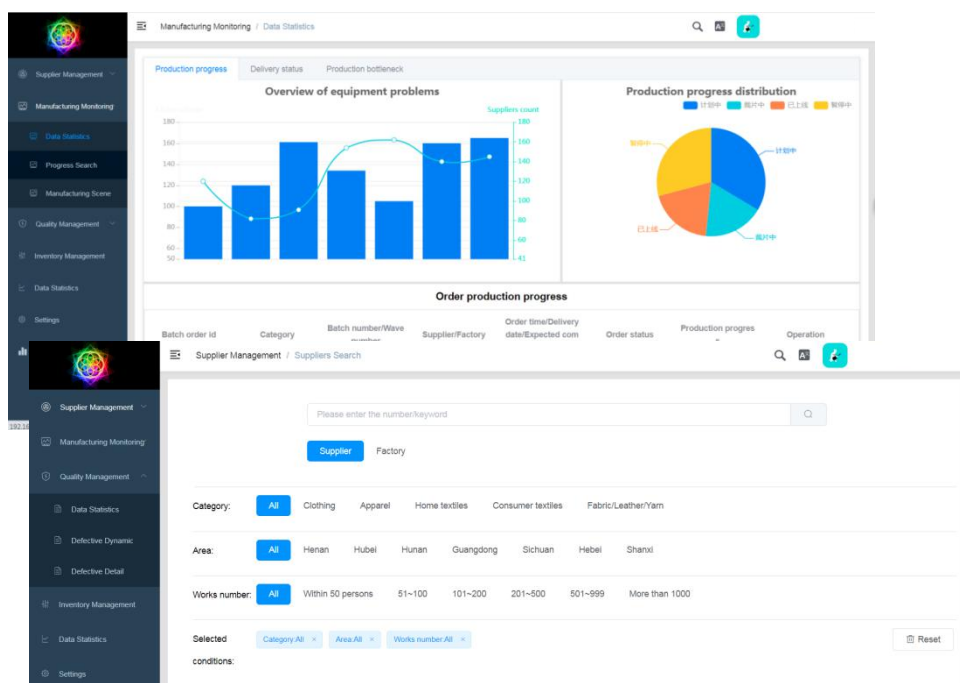 Manufacturing Monitoring / Data Statistics
Supplier Management
Manufacturing Monitoring
Data Statistics
Progress Search
Manufacturing Scene
Quality Management
Inventory Management
Data Statistics
Settings
Production progress Delivery status Production bottleneck
Overview of equipment problems
Suppliers count
180
160
140
120
100
80
60
50
180
160
140
120
100
80
60
41
Production progress distribution
计划中 裁片中 已上线 暂停中
暂停中
计划中
已上线
裁片中
Order production progress
Batch order id Category Batch number/Wave Supplier/Factory Order time/Delivery date/Expected com Order status Production progres Operation
Supplier Management / Suppliers Search
Supplier Management
Manufacturing Monitoring
Quality Management
Data Statistics
Defective Dynamic
Defective Detail
Inventory Management
Data Statistics
Settings
Please enter the number/keyword
Supplier Factory
Category: All Clothing Apparel Home textiles Consumer textiles Fabric/Leather/Yarn
Area: All Henan Hubei Hunan Guangdong Sichuan Hebei Shanxi
Works number: All Within 50 persons 51~100 101~200 201~500 501~999 More than 1000
Selected conditions: Category:All × Area:All × Works number:All × Reset